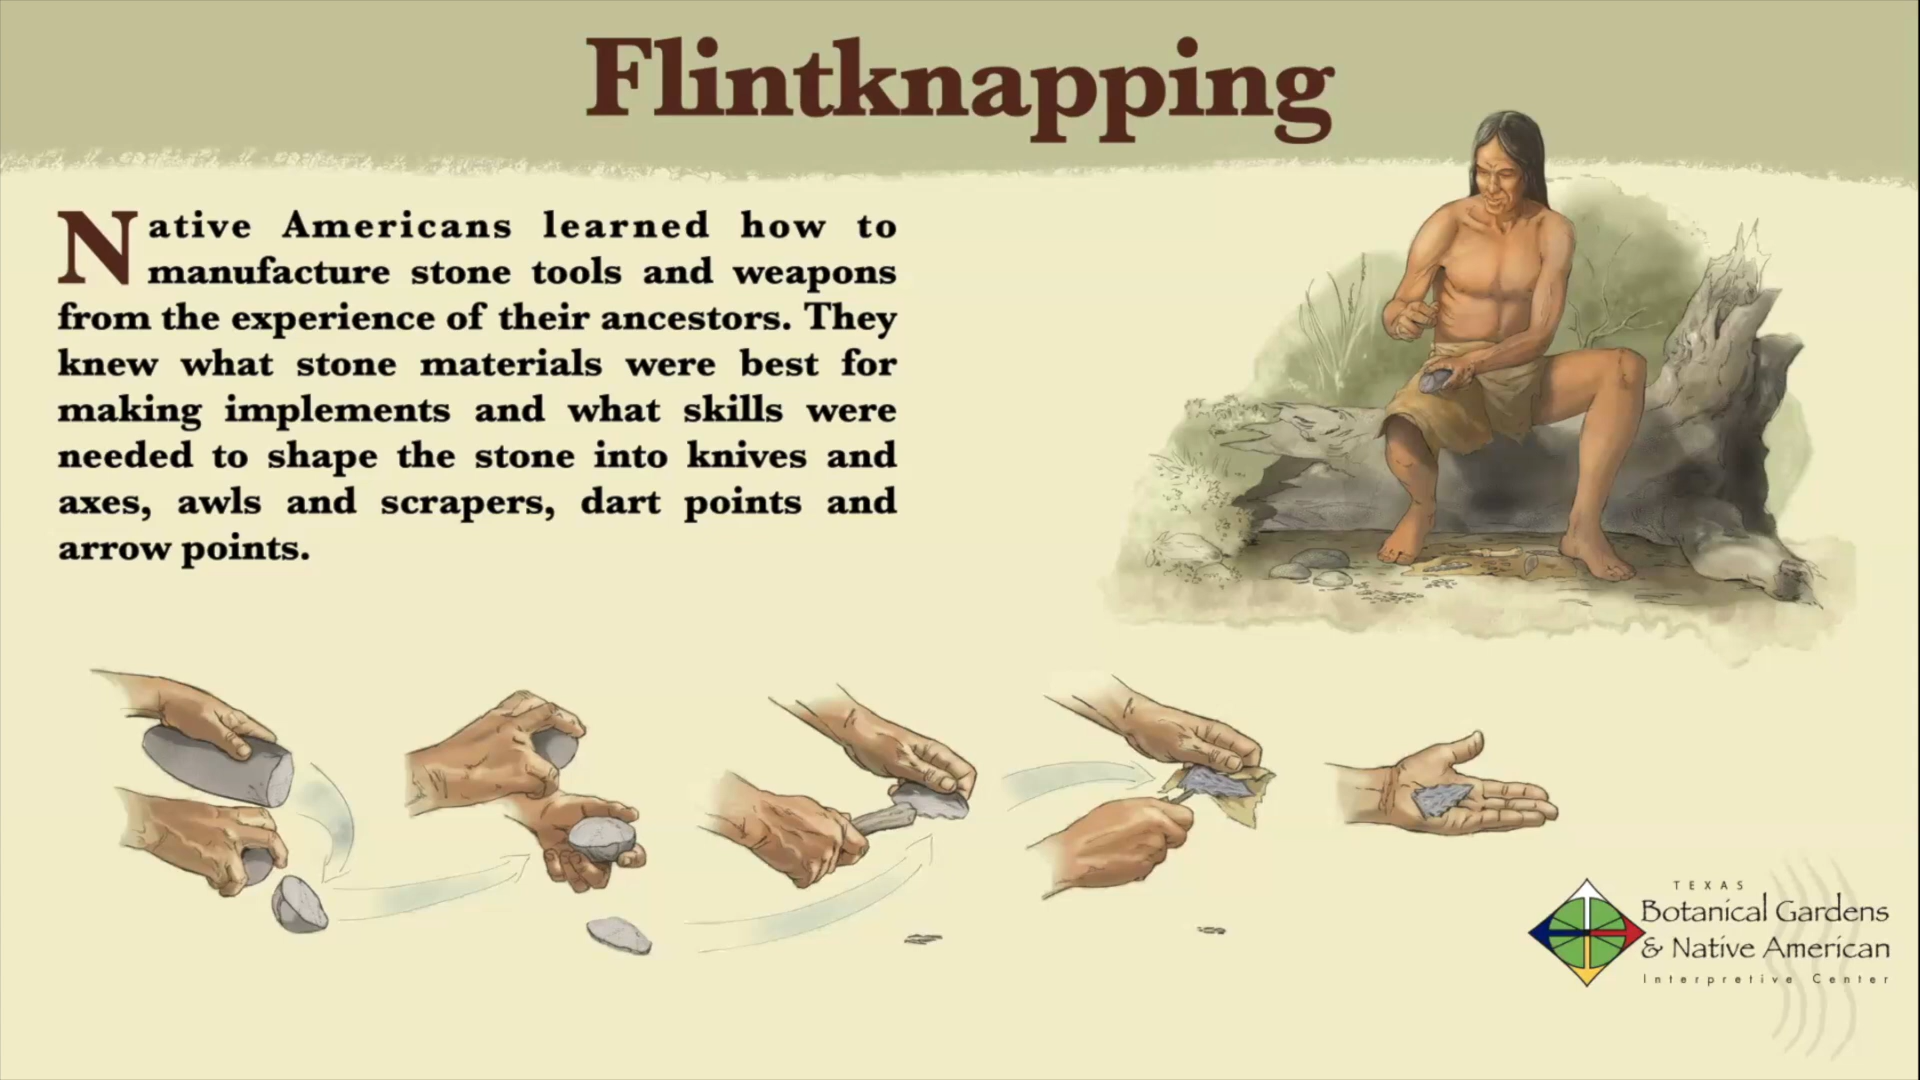 Flintknapping
Native Americans learned how to
manufacture stone tools and weapons
from the experience of their ancestors. They
knew what stone materials were best for
making implements and what skills were
needed to shape the stone into knives and
axes, awls and scrapers, dart points and
arrow points.
TEXAS
Botanical Gardens
& Native American
Interpretive Center